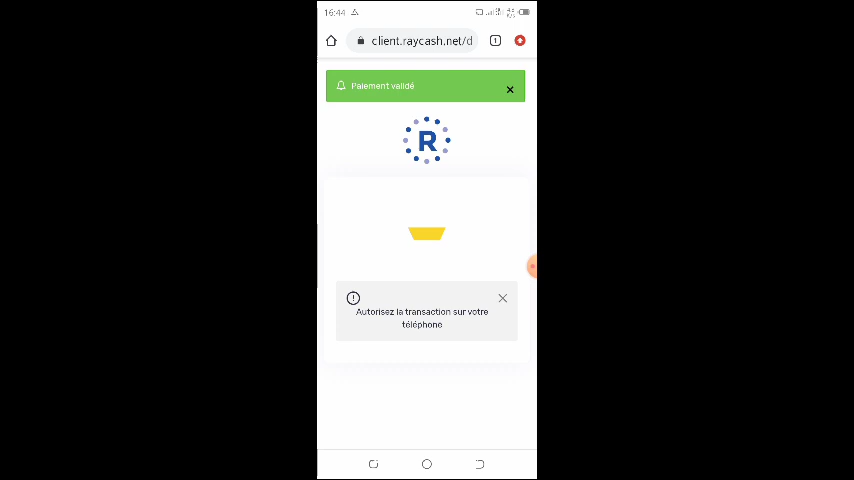 16:44
client.raycash.net/d
1
Paiement validé
R
Autorisez la transaction sur votre
téléphone